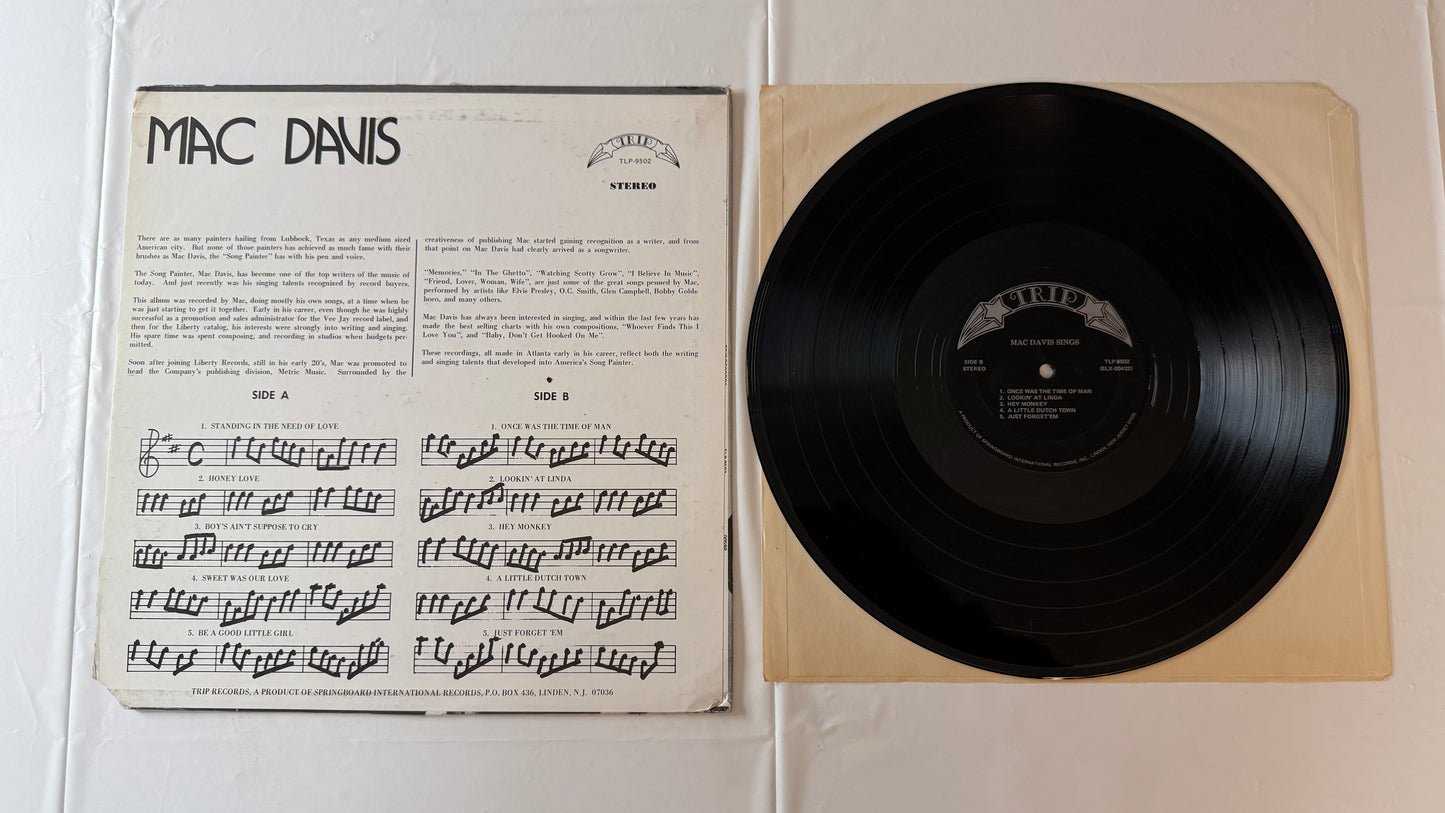 MAC DAVIS
TRIP
TLP-9502
STEREO
There are as many painters hailing from Lubbock, Texas as any medium sized
American city. But none of those painters has achieved as much fame with their
brushes as Mac Davis, the “Song Painter” has with his pen and voice.
The Song Painter, Mac Davis, has become one of the top writers of the music of
today. And just recently was his singing talents recognized by record buyers.
This album was recorded by Mac, doing mostly his own songs, at a time when he
was just starting to get it together. Early in his career, even though he was highly
successful as a promotion and sales administrator for the Vee Jay record label, and
then for the Liberty catalog, his interests were strongly into writing and singing.
His spare time was spent composing, and recording in studios when budgets per-
mitted.
Soon after joining Liberty Records, still in his early 20's, Mac was promoted to
head the Company's publishing division, Metric Music. Surrounded by the
creativeness of publishing Mac started gaining recognition as a writer, and from
that point on Mac Davis had clearly arrived as a songwriter.
“Memories,” “In The Ghetto”, “Watching Scotty Grow”, “I Believe In Music”,
“Friend, Lover, Woman, Wife”, are just some of the great songs penned by Mac,
performed by artists like Elvis Presley, O.C. Smith, Glen Campbell, Bobby Golds-
boro, and many others.
Mac Davis has always been interested in singing, and within the last few years has
made the best selling charts with his own compositions, “Whoever Finds This I
Love You”, and “Baby, Don't Get Hooked On Me”.
These recordings, all made in Atlanta early in his career, reflect both the writing
and singing talents that developed into America's Song Painter.
SIDE A
1. STANDING IN THE NEED OF LOVE
2. HONEY LOVE
3. BOY'S AIN'T SUPPOSE TO CRY
4. SWEET WAS OUR LOVE
5. BE A GOOD LITTLE GIRL
SIDE B
1. ONCE WAS THE TIME OF MAN
2. LOOKIN' AT LINDA
3. HEY MONKEY
4. A LITTLE DUTCH TOWN
5. JUST FORGET 'EM
TRIP RECORDS, A PRODUCT OF SPRINGBOARD INTERNATIONAL RECORDS, P.O. BOX 436, LINDEN, N.J. 07036
TRIP
MAC DAVIS SINGS
SIDE B
STEREO
TLP-9502
(SLX-00432)
1. ONCE WAS THE TIME OF MAN
2. LOOKIN' AT LINDA
3. HEY MONKEY
4. A LITTLE DUTCH TOWN
5. JUST FORGET'EM
A PRODUCT OF SPRINGBOARD INTERNATIONAL RECORDS, INC., LINDEN, NEW JERSEY 07036